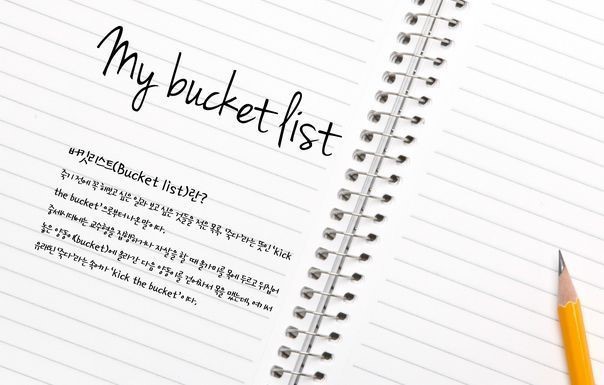 My bucket list
버킷리스트(Bucket list)란?
죽기 전에 꼭 해보고 싶은 일과 보고 싶은 것들을 적은 목록. '죽다'라는 뜻인 'kick
the bucket'으로부터 나온 말이다.
중세시대에는 교수형을 집행하거나 자살을 할 때 올가미를 목에 두르고 뒤집어
놓은 양동이(bucket)에 올라간 다음 양동이를 걷어차서 목을 맸는데, 여기서
유래된 '죽다'라는 속어가 'kick the bucket'이다.